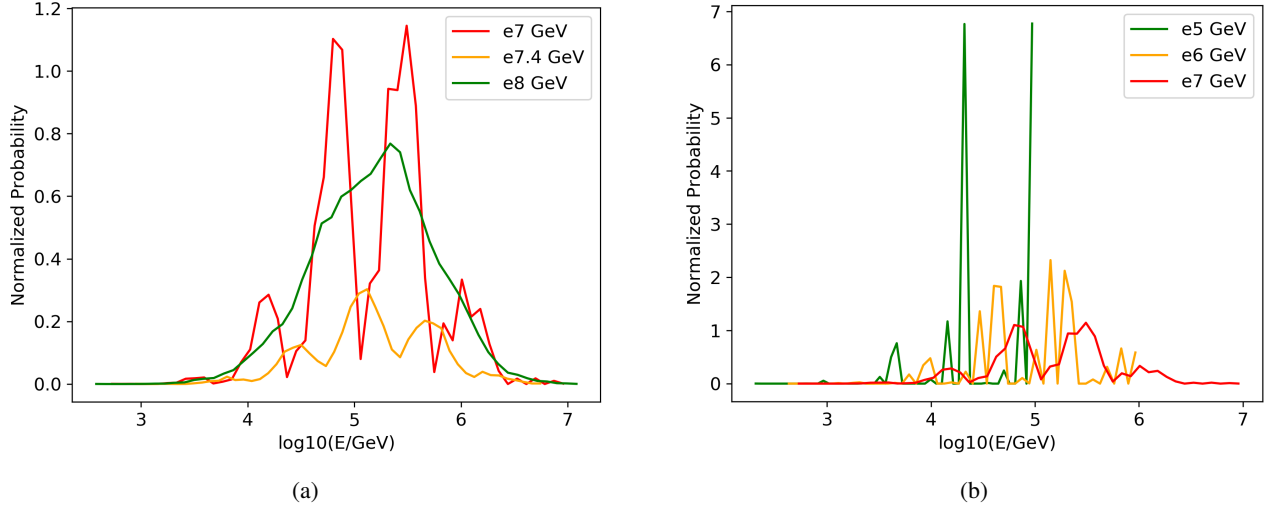 1.2
1.0
0.8
0.6
0.4
0.2
0.0
Normalized Probability
3 4 5 6 7
log10(E/GeV)
e7 GeV
e7.4 GeV
e8 GeV
(a)
7
6
5
4
3
2
1
0
Normalized Probability
3 4 5 6 7
log10(E/GeV)
e5 GeV
e6 GeV
e7 GeV
(b)